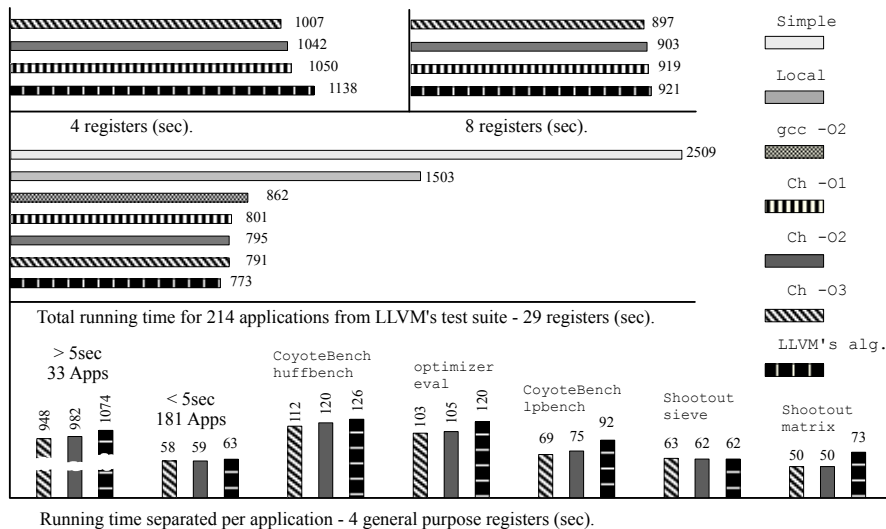 1007
1042
1050
1138
4 registers (sec).
897
903
919
921
8 registers (sec).
2509
1503
862
801
795
791
773
Total running time for 214 applications from LLVM's test suite - 29 registers (sec).
Simple
Local
gcc -O2
Ch -O1
Ch -O2
Ch -O3
LLVM's alg.
> 5sec
33 Apps
948
982
1074
< 5sec
181 Apps
58
59
63
CoyoteBench
huffbench
112
120
126
optimizer
eval
103
105
120
CoyoteBench
lpbench
69
75
92
Shootout
sieve
63
62
62
Shootout
matrix
50
50
73
Running time separated per application - 4 general purpose registers (sec).